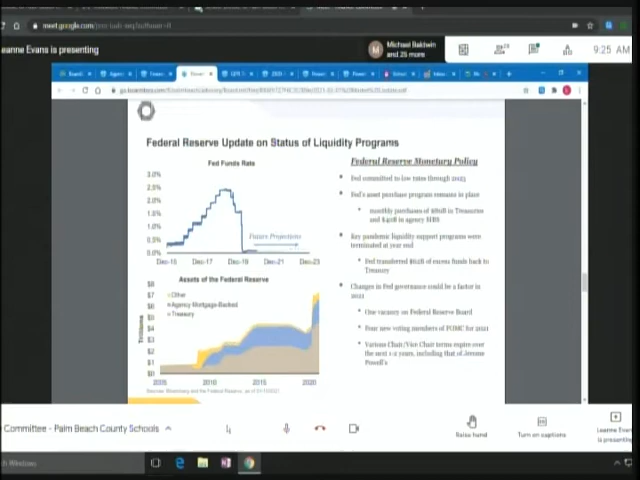 meet.google.com/
Leanne Evans is presenting
Michael Baldwin
and 25 more
9:25 AM
Federal Reserve Update on Status of Liquidity Programs
Fed Funds Rate
3.0%
2.5%
2.0%
1.5%
1.0%
0.5%
0.0%
Future Projections
Dec-15 Dec-17 Dec-19 Dec-21 Dec-23
Assets of the Federal Reserve
Trillions
$8
$7
$6
$5
$4
$3
$2
$1
$0
Other
Agency Mortgage-Backed
Treasury
2005 2010 2015 2020
Federal Reserve Monetary Policy
Fed committed to low rates through 2023
Fed's asset purchase program remains in place
monthly purchases of $80B in Treasuries
and $40B in agency MBS
Key pandemic liquidity support programs were
terminated at year end
Fed transferred of excess funds back to
Treasury
Changes in Fed governance could be a factor in
2021
One vacancy on Federal Reserve Board
Four new voting members of FOMC for 2021
Various Chair/Vice Chair terms expire over
the next 1-2 years, including that of Jerome
Powell's
Committee - Palm Beach County Schools
Raise hand
Turn on captions
Leanne Evans
is presenting
Windows